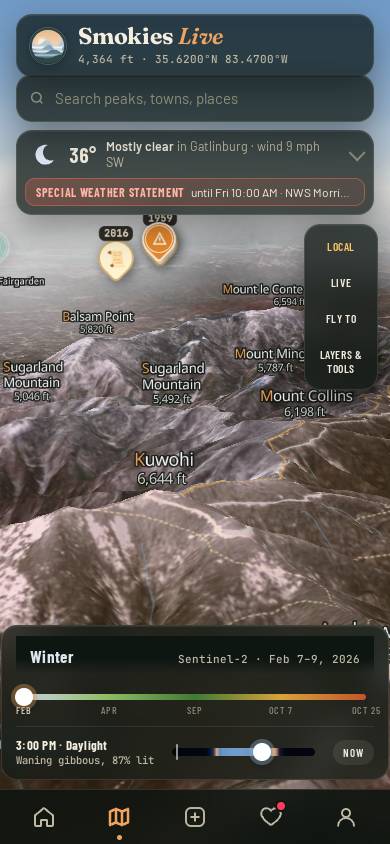 Smokies Live
4,364 ft · 35.6200°N 83.4700°W
Search peaks, towns, places
36° Mostly clear in Gatlinburg · wind 9 mph
SW
SPECIAL WEATHER STATEMENT until Fri 10:00 AM · NWS Morri…
1959
2016
LOCAL
LIVE
FLY TO
LAYERS &
TOOLS
Fairgarden
Mount le Conte
6,594 ft
Balsam Point
5,820 ft
Mount Ming
5,787 ft
Sugarland
Mountain
5,046 ft
Sugarland
Mountain
5,492 ft
Mount Collins
6,198 ft
Kuwohi
6,644 ft
Winter
Sentinel-2 · Feb 7–9, 2026
FEB APR SEP OCT 7 OCT 25
3:00 PM · Daylight
Waning gibbous, 87% lit
NOW